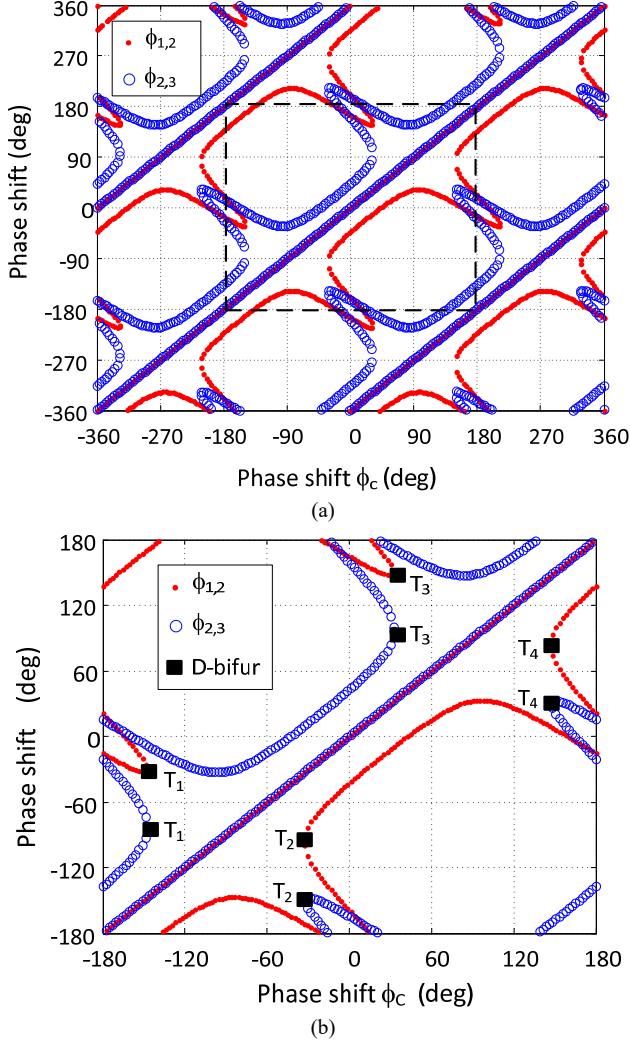 360
270
180
90
0
-90
-180
-270
-360
Phase shift (deg)
ϕ1,2
ϕ2,3
-360 -270 -180 -90 0 90 180 270 360
Phase shift ϕc (deg)
(a)
180
120
60
0
-60
-120
-180
Phase shift (deg)
ϕ1,2
ϕ2,3
D-bifur
T3
T3
T4
T4
T1
T1
T2
T2
-180 -120 -60 0 60 120 180
Phase shift ϕC (deg)
(b)